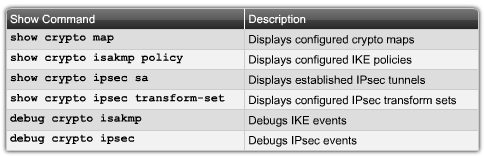 Show Command Description
show crypto map Displays configured crypto maps
show crypto isakmp policy Displays configured IKE policies
show crypto ipsec sa Displays established IPsec tunnels
show crypto ipsec transform-set Displays configured IPsec transform sets
debug crypto isakmp Debugs IKE events
debug crypto ipsec Debugs IPsec events